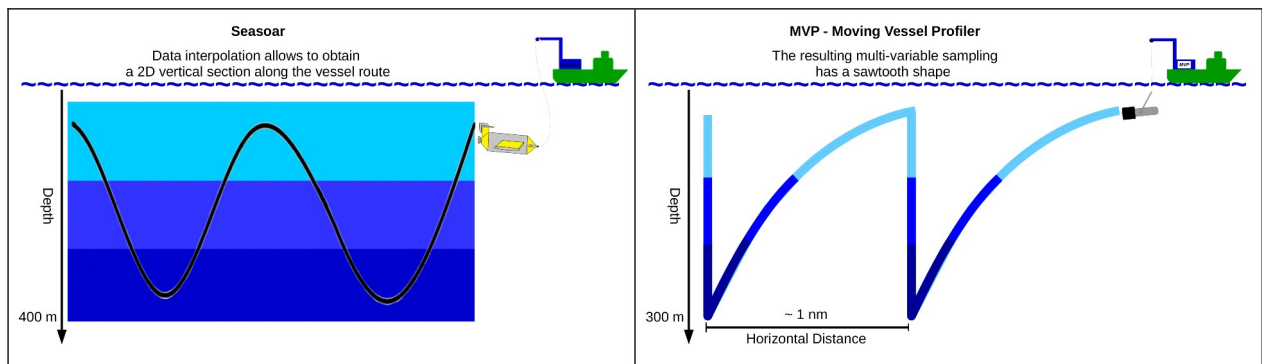 Seasoar
Data interpolation allows to obtain
a 2D vertical section along the vessel route
Depth
400 m
MVP - Moving Vessel Profiler
The resulting multi-variable sampling
has a sawtooth shape
MVP
Depth
300 m
~ 1 nm
Horizontal Distance